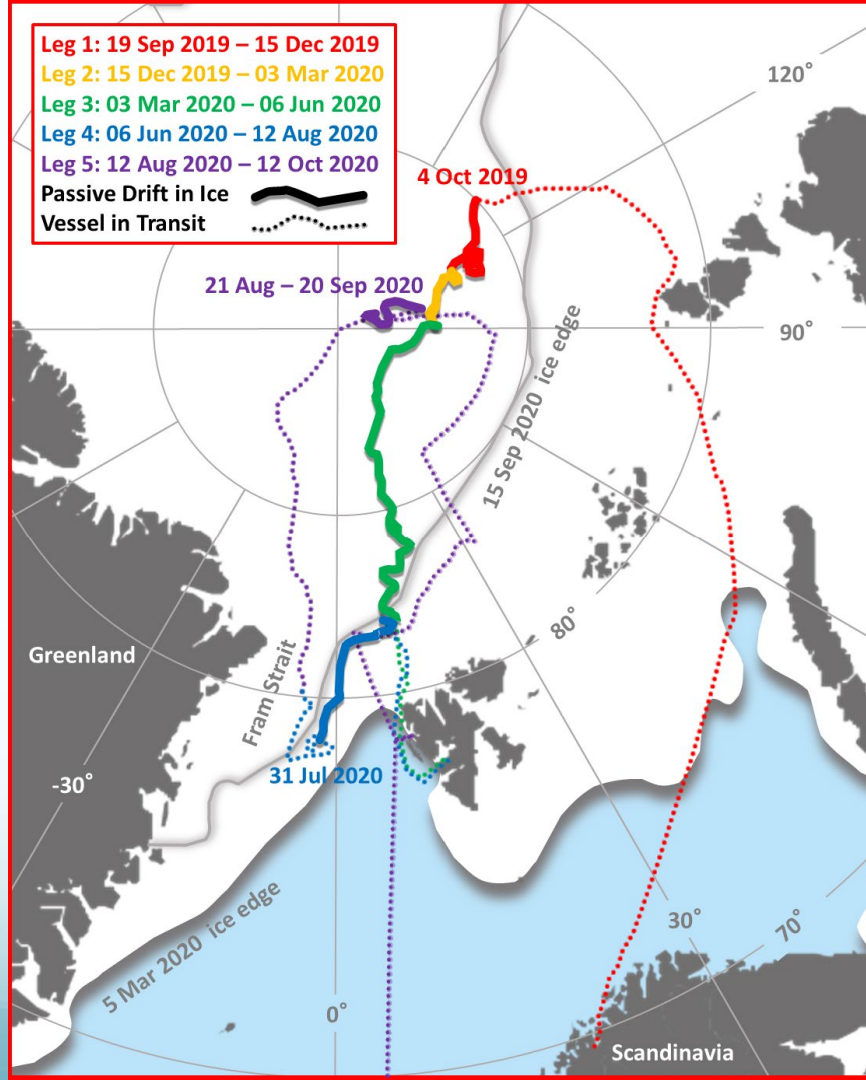 Leg 1: 19 Sep 2019 – 15 Dec 2019
Leg 2: 15 Dec 2019 – 03 Mar 2020
Leg 3: 03 Mar 2020 – 06 Jun 2020
Leg 4: 06 Jun 2020 – 12 Aug 2020
Leg 5: 12 Aug 2020 – 12 Oct 2020
Passive Drift in Ice
Vessel in Transit
120°
4 Oct 2019
21 Aug – 20 Sep 2020
90°
15 Sep 2020 ice edge
80°
Greenland
Fram Strait
31 Jul 2020
-30°
5 Mar 2020 ice edge
30°
70°
0°
Scandinavia